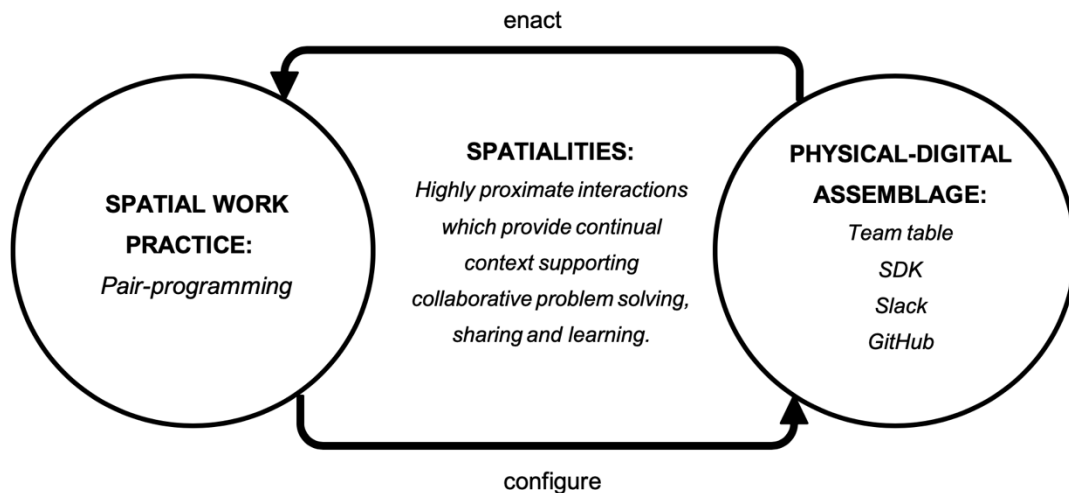 enact
SPATIAL WORK
PRACTICE:
Pair-programming
SPATIALITIES:
Highly proximate interactions
which provide continual
context supporting
collaborative problem solving,
sharing and learning.
PHYSICAL-DIGITAL
ASSEMBLAGE:
Team table
SDK
Slack
GitHub
configure